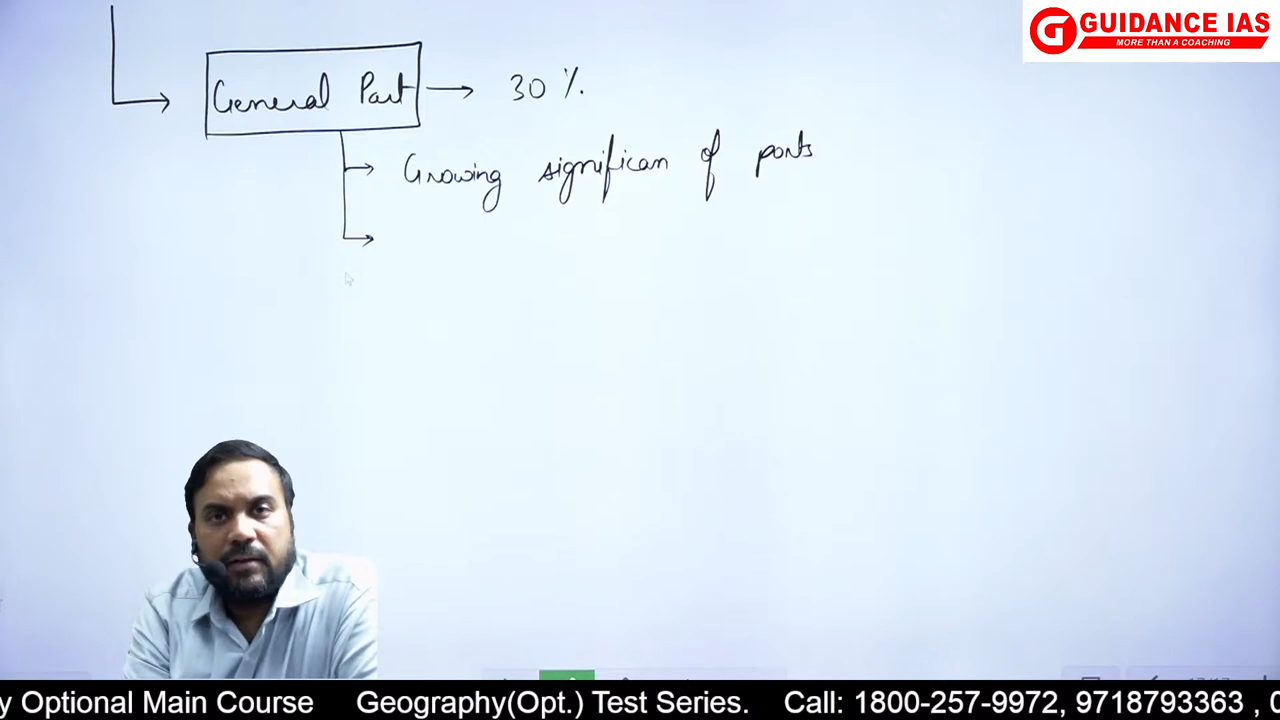 GUIDANCE IAS
MORE THAN A COACHING
General Part → 30 %.
→ Growing significan of ports
→
y Optional Main Course Geography(Opt.) Test Series. Call: 1800-257-9972, 9718793363 , 0